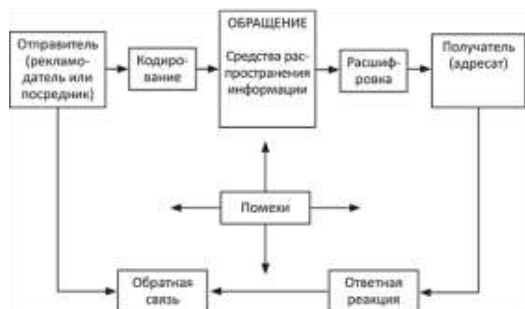 Отправитель
(рекламо-
датель или
посредник)
Кодиро-
вание
ОБРАЩЕНИЕ
Средства рас-
пространения
информации
Расшиф-
ровка
Получатель
(адресат)
Помехи
Обратная
связь
Ответная
реакция